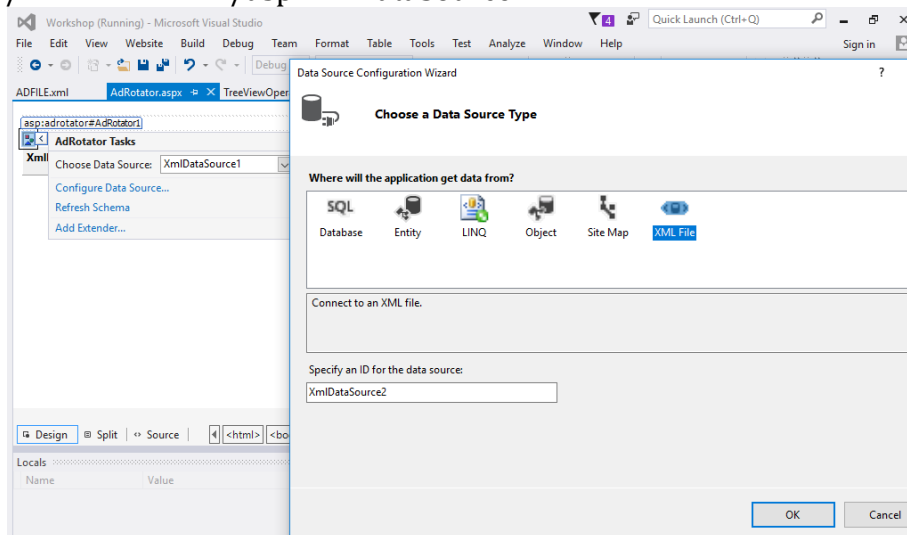 Workshop (Running) - Microsoft Visual Studio
4
Quick Launch (Ctrl+Q)
File Edit View Website Build Debug Team Format Table Tools Test Analyze Window Help
Sign in
Debug
ADFILE.xml AdRotator.aspx TreeViewOper
asp:adrotator#AdRotator1
AdRotator Tasks
Xml
Choose Data Source: XmlDataSource1
Configure Data Source...
Refresh Schema
Add Extender...
Data Source Configuration Wizard
?
Choose a Data Source Type
Where will the application get data from?
SQL
Database Entity LINQ Object Site Map XML File
Connect to an XML file.
Specify an ID for the data source:
XmlDataSource2
OK Cancel
Design Split Source <html> <bo
Locals
Name Value